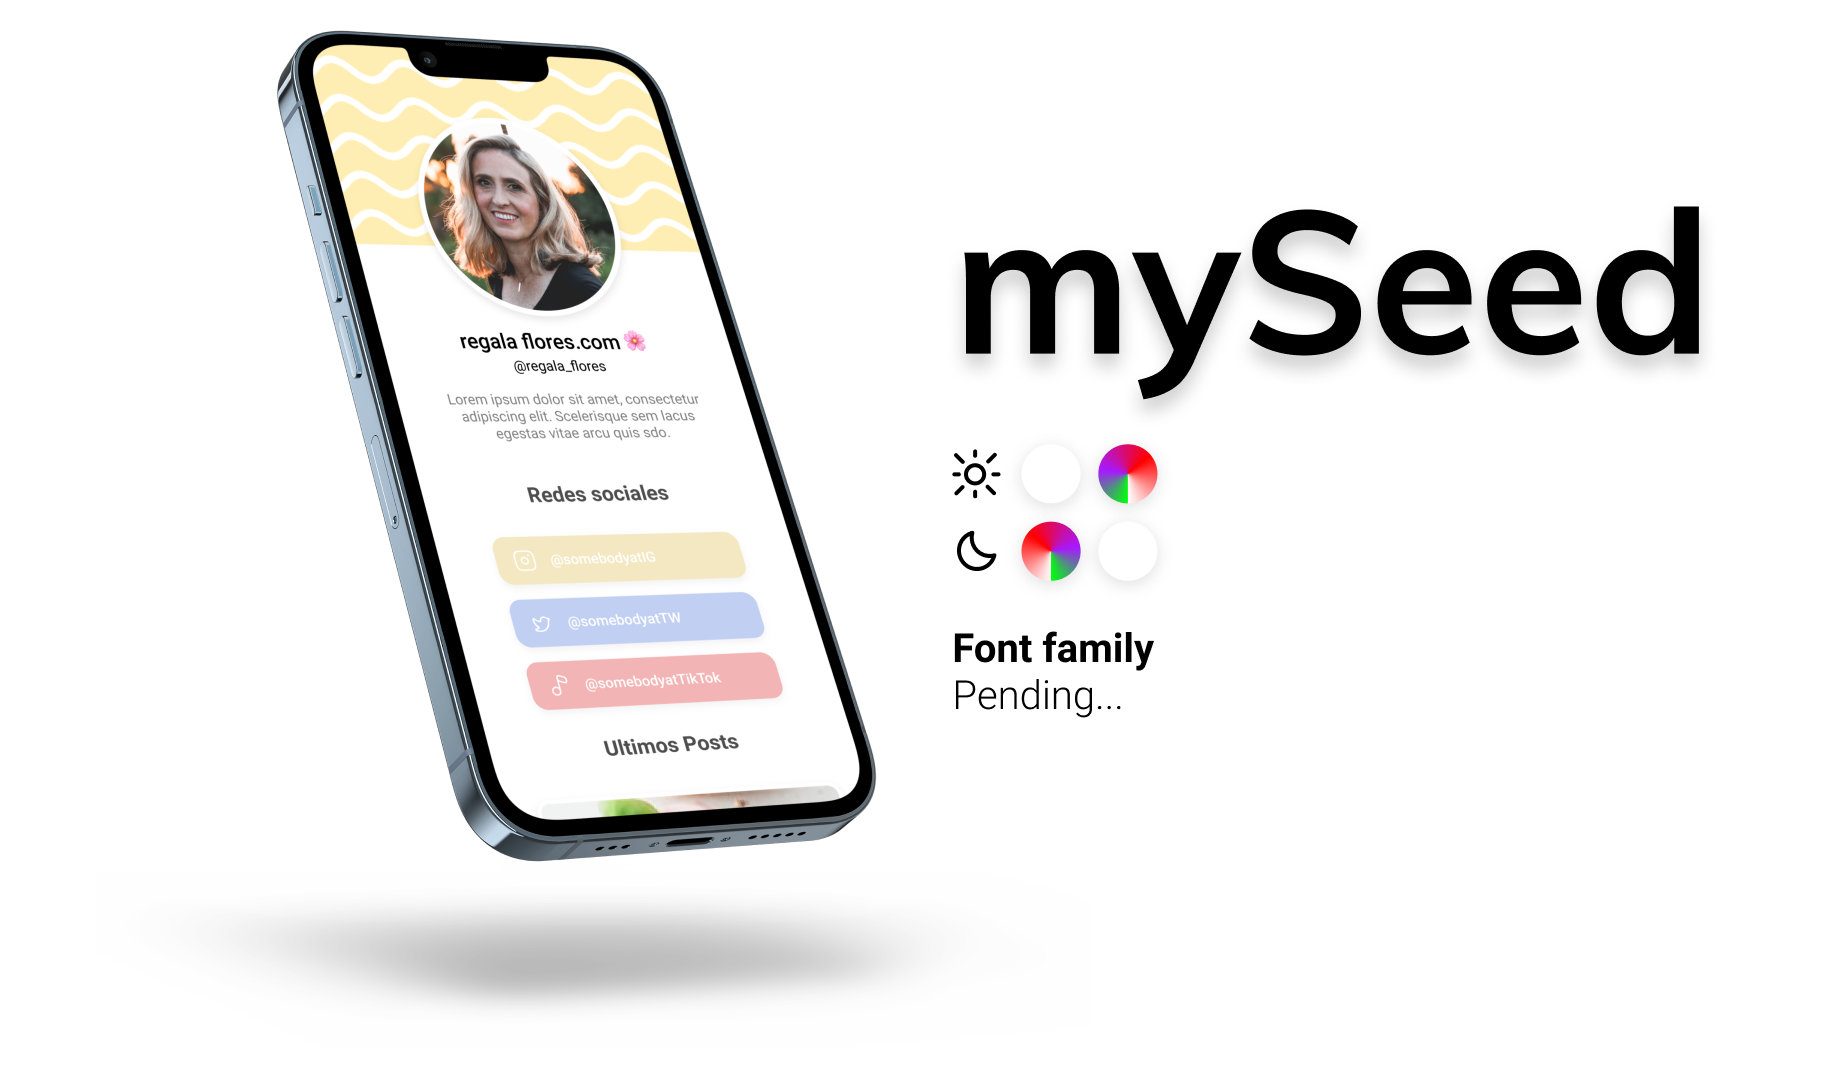 regala flores.com 🌸
@regala_flores
Lorem ipsum dolor sit amet, consectetur
adipiscing elit. Scelerisque sem lacus
egestas vitae arcu quis sdo.
Redes sociales
@somebodyatIG
@somebodyatTW
@somebodyatTikTok
Ultimos Posts
mySeed
Font family
Pending...